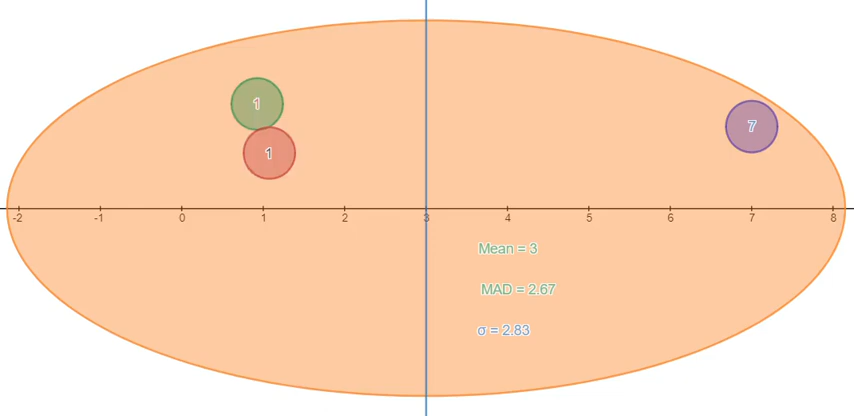 1
1
7
-2 -1 0 1 2 3 4 5 6 7 8
Mean = 3
MAD = 2.67
σ = 2.83